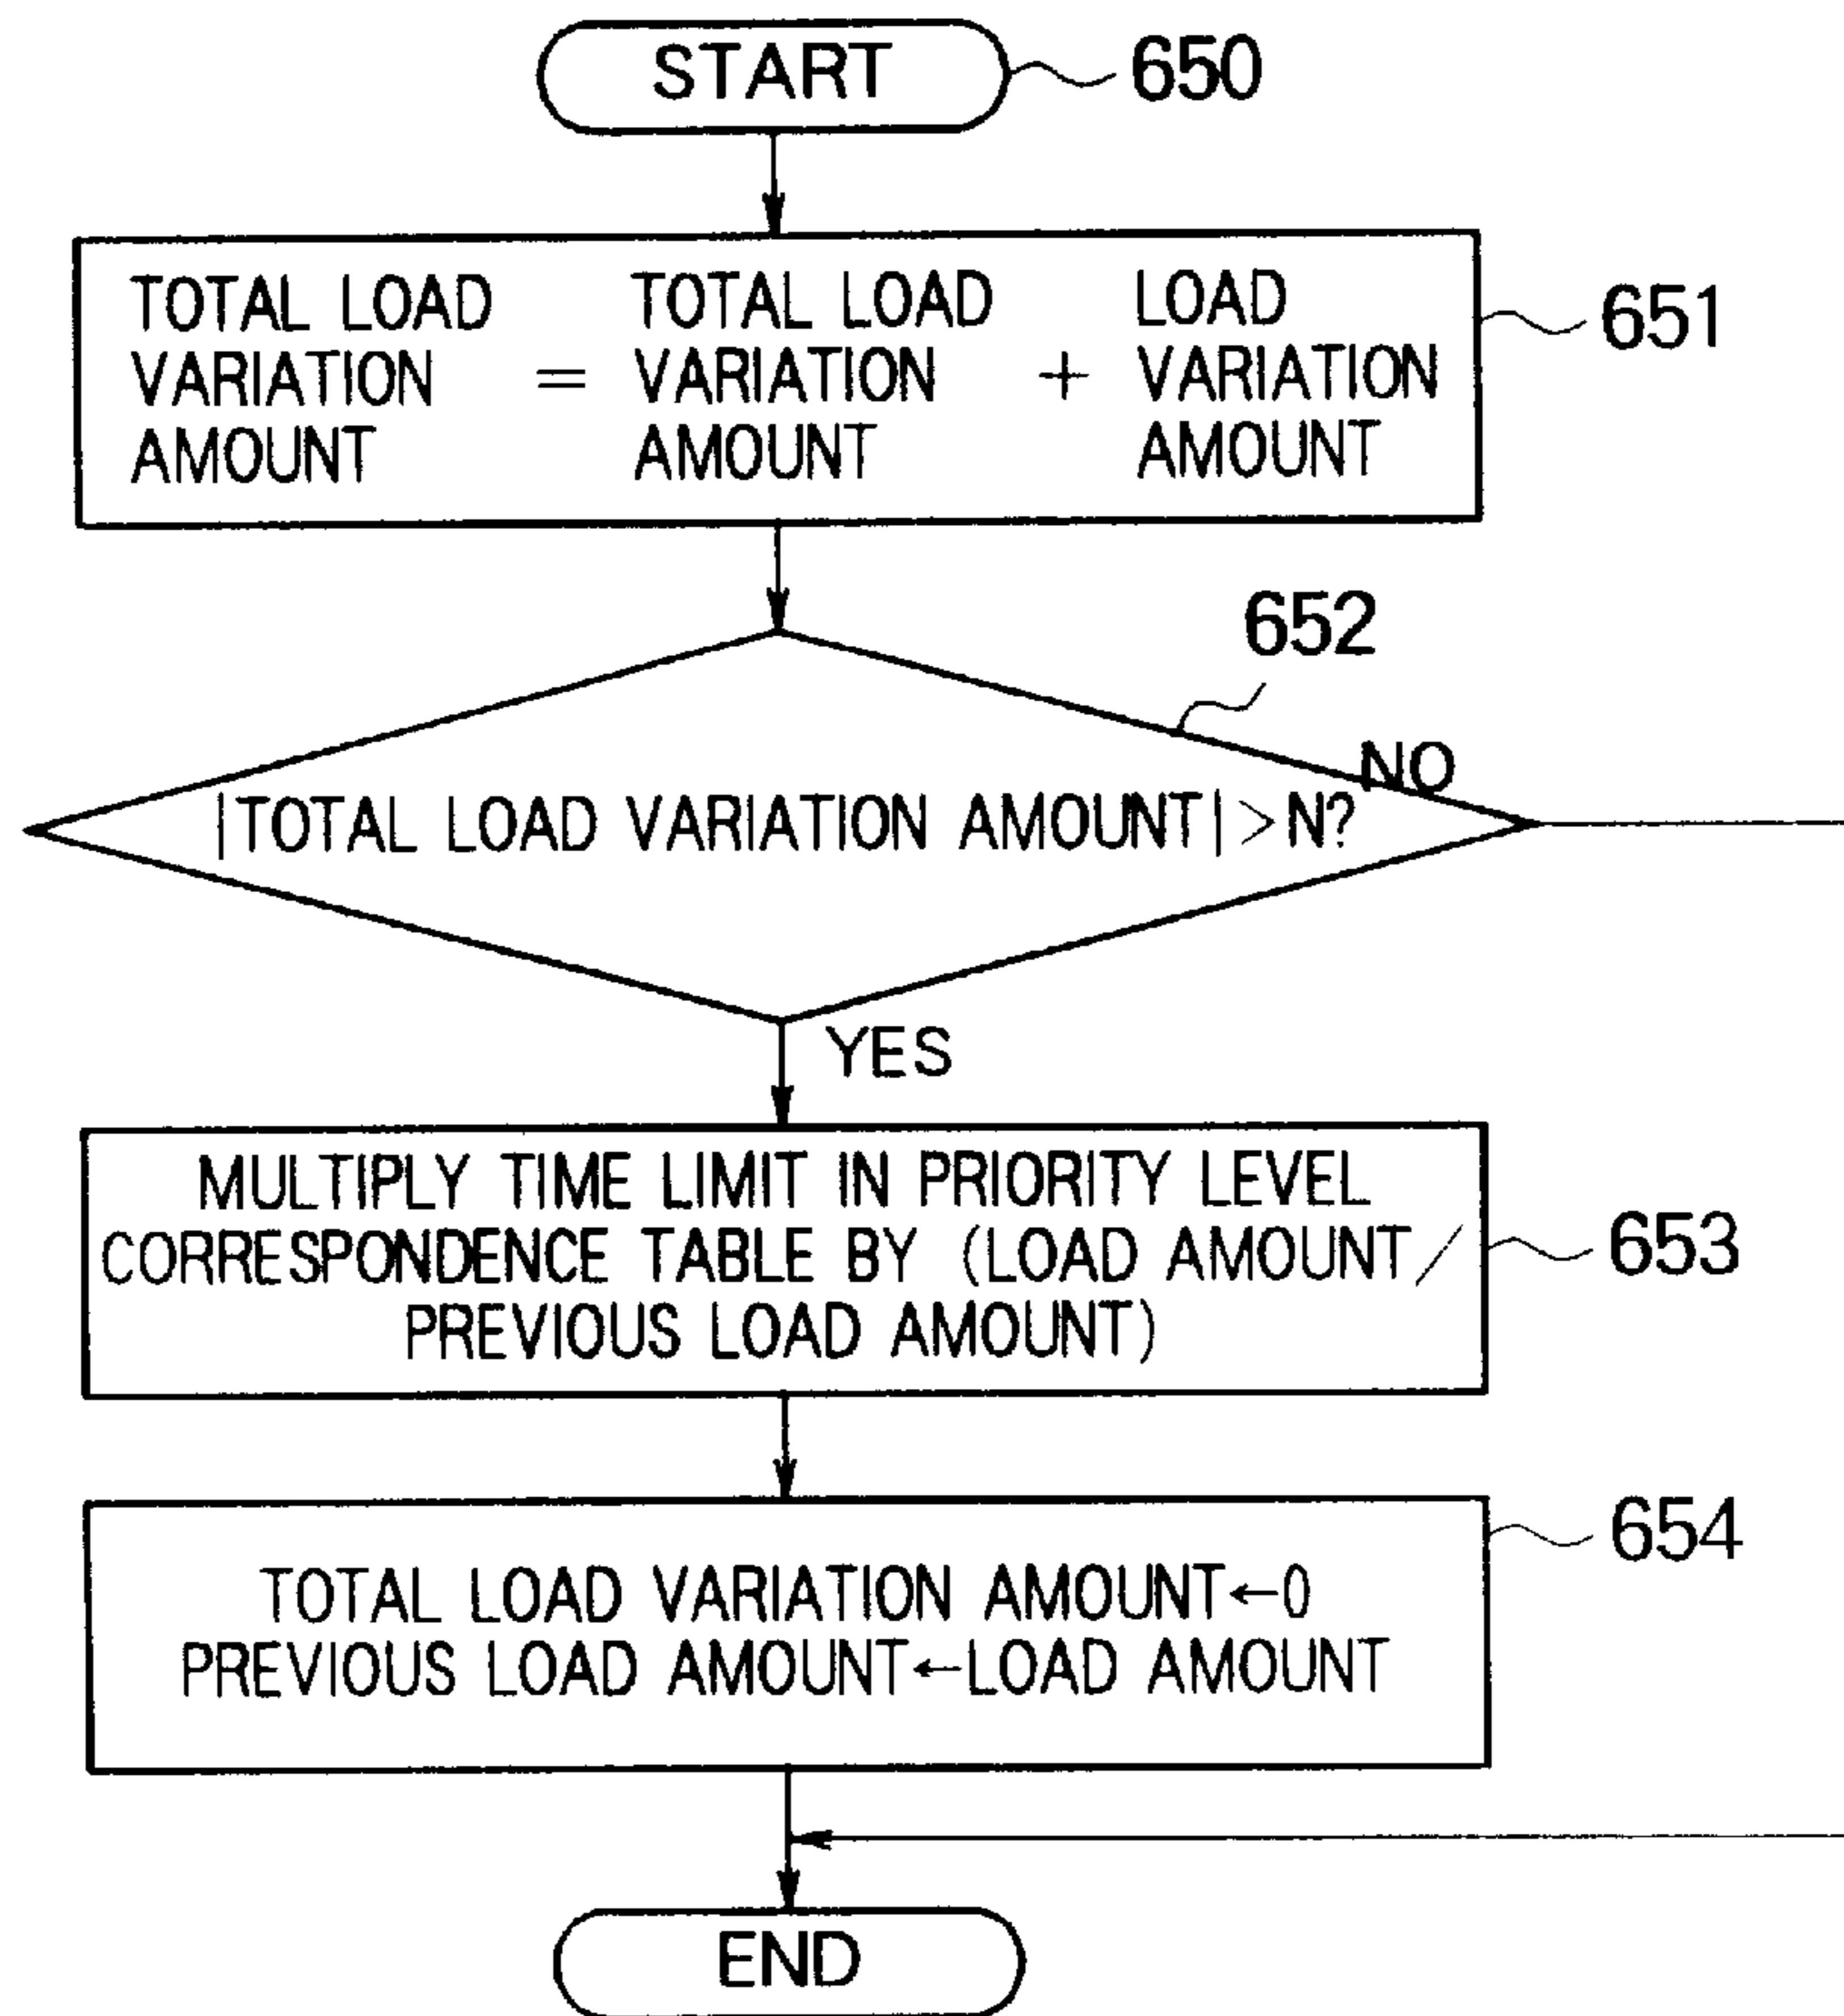 START
650
TOTAL LOAD TOTAL LOAD LOAD
VARIATION = VARIATION + VARIATION
AMOUNT AMOUNT AMOUNT
651
652
NO
|TOTAL LOAD VARIATION AMOUNT|>N?
YES
MULTIPLY TIME LIMIT IN PRIORITY LEVEL
CORRESPONDENCE TABLE BY (LOAD AMOUNT/
PREVIOUS LOAD AMOUNT)
653
654
TOTAL LOAD VARIATION AMOUNT←0
PREVIOUS LOAD AMOUNT←LOAD AMOUNT
END